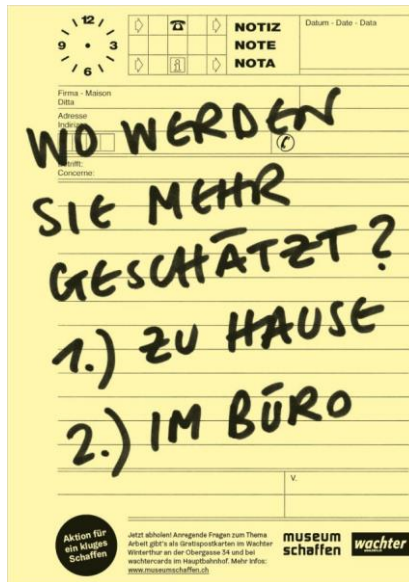 12
9 3
6
NOTIZ
NOTE
NOTA
Datum - Date - Data
Firma - Maison
Ditta
Adresse
WO WERDEN
Concerne:
SIE MEHR
GESCHÄTZT?
1.) ZU HAUSE
2.) IM BÜRO
V.
Aktion für
ein kluges
Schaffen
Jetzt abholen! Anregende Fragen zum Thema
Arbeit gibt's als Gratispostkarten im Wachter
Winterthur an der Obergasse 34 und bei
wachtercards im Hauptbahnhof. Mehr Infos:
www.museumschaffen.ch
museum
schaffen
wachter